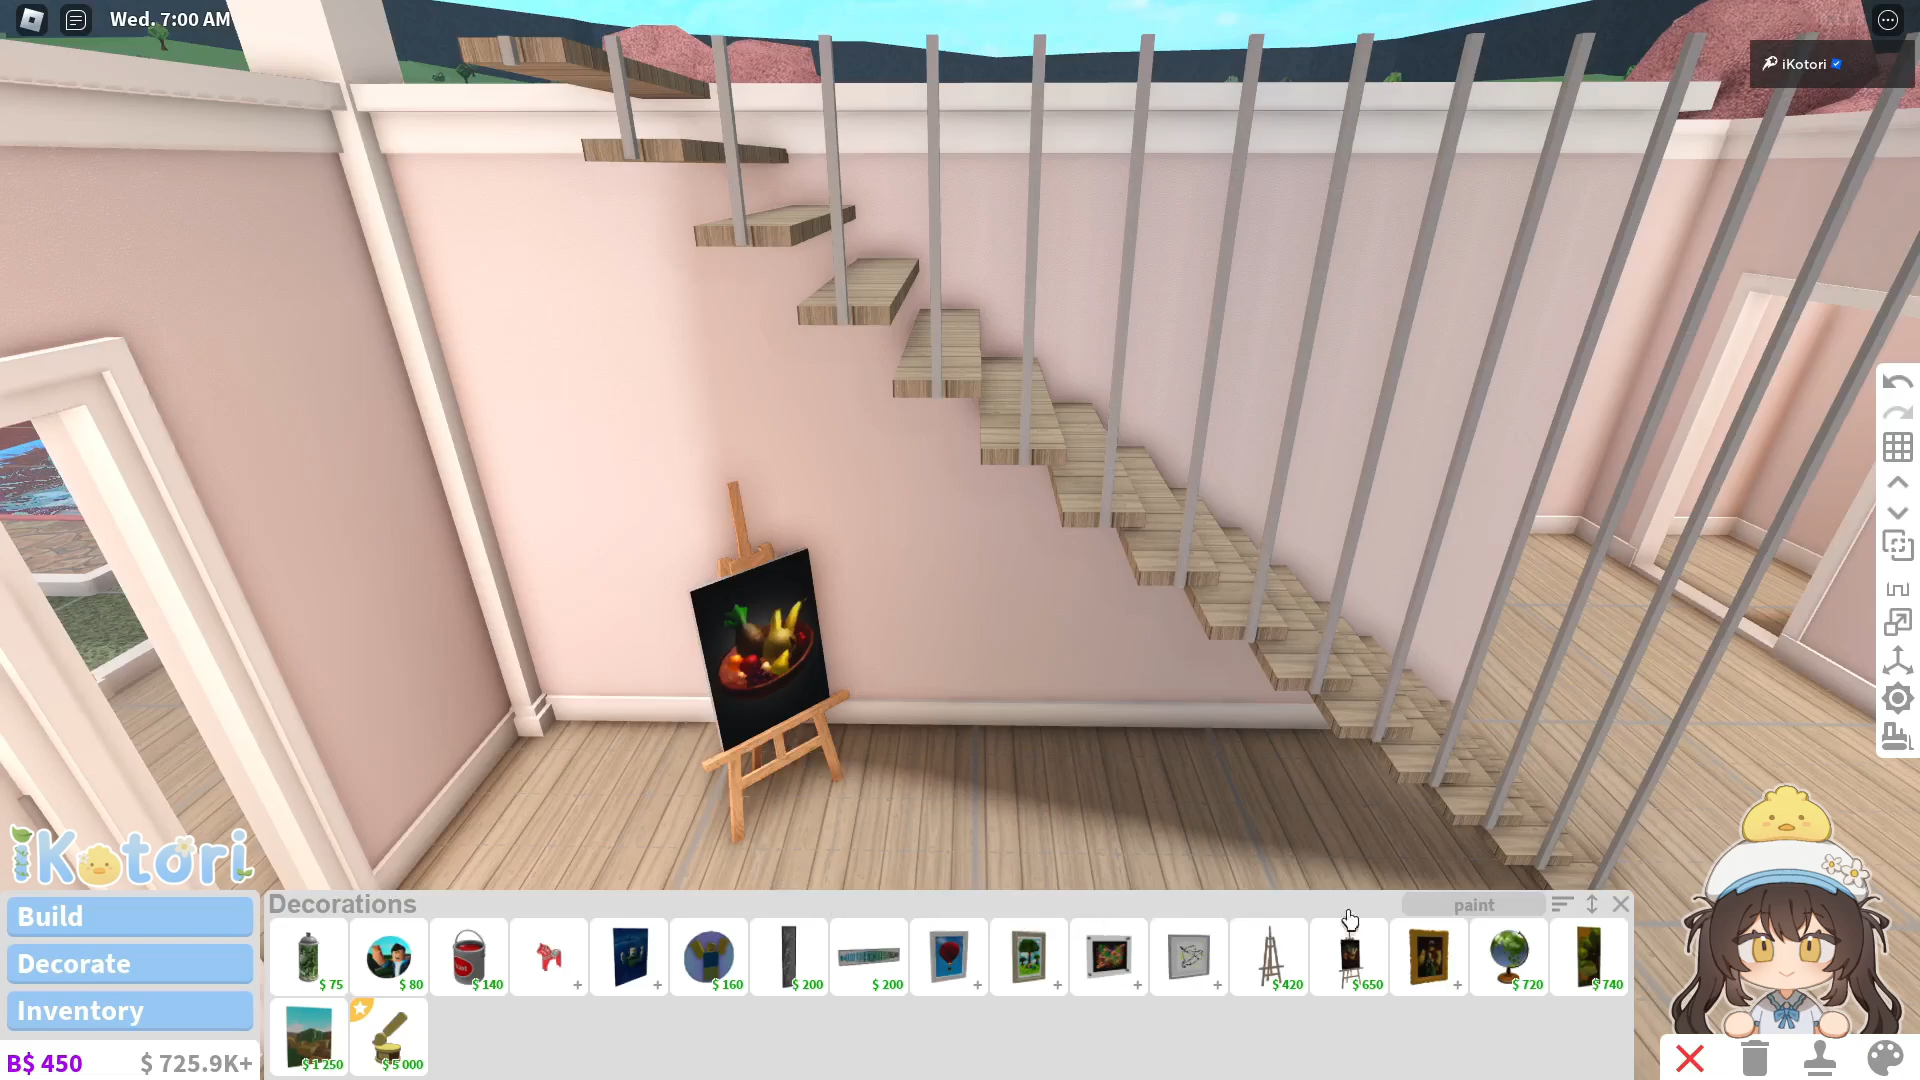 Wed. 7:00 AM
iKotori
iKotori
Build
Decorate
Inventory
B$ 450
$ 725.9K+
Decorations
paint
$ 75
$ 80
$ 140
+
+
$ 160
$ 200
$ 200
+
+
+
+
$ 420
$ 650
+
$ 720
$ 740
$ 1 250
$ 5 000